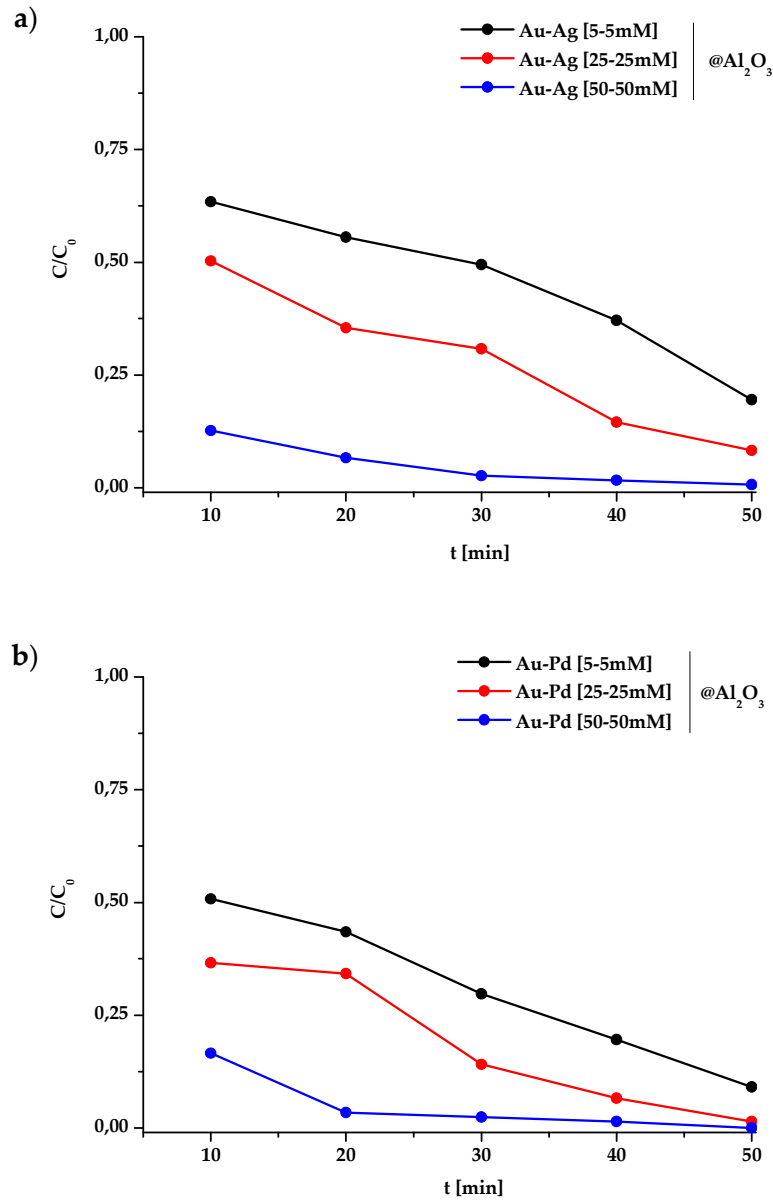 a)
1,00
0,75
0,50
0,25
0,00
C/C₀
Au-Ag [5-5mM]
Au-Ag [25-25mM]
Au-Ag [50-50mM]
@Al₂O₃
10 20 30 40 50
t [min]
b)
1,00
0,75
0,50
0,25
0,00
C/C₀
Au-Pd [5-5mM]
Au-Pd [25-25mM]
Au-Pd [50-50mM]
@Al₂O₃
10 20 30 40 50
t [min]